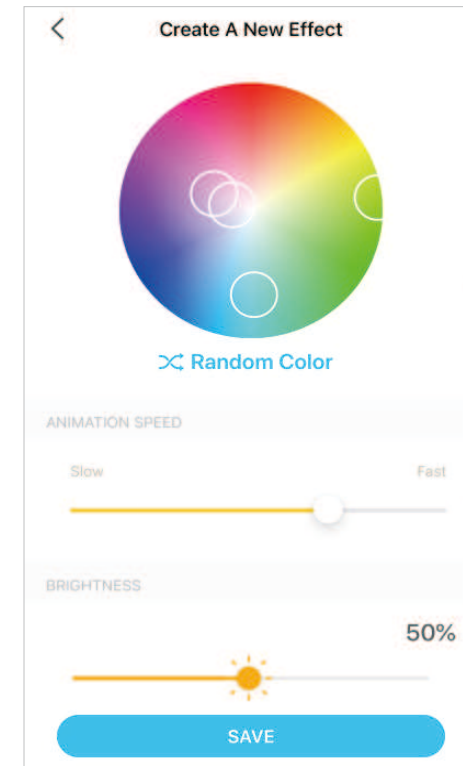 Create A New Effect
Random Color
ANIMATION SPEED
Slow Fast
BRIGHTNESS
50%
SAVE